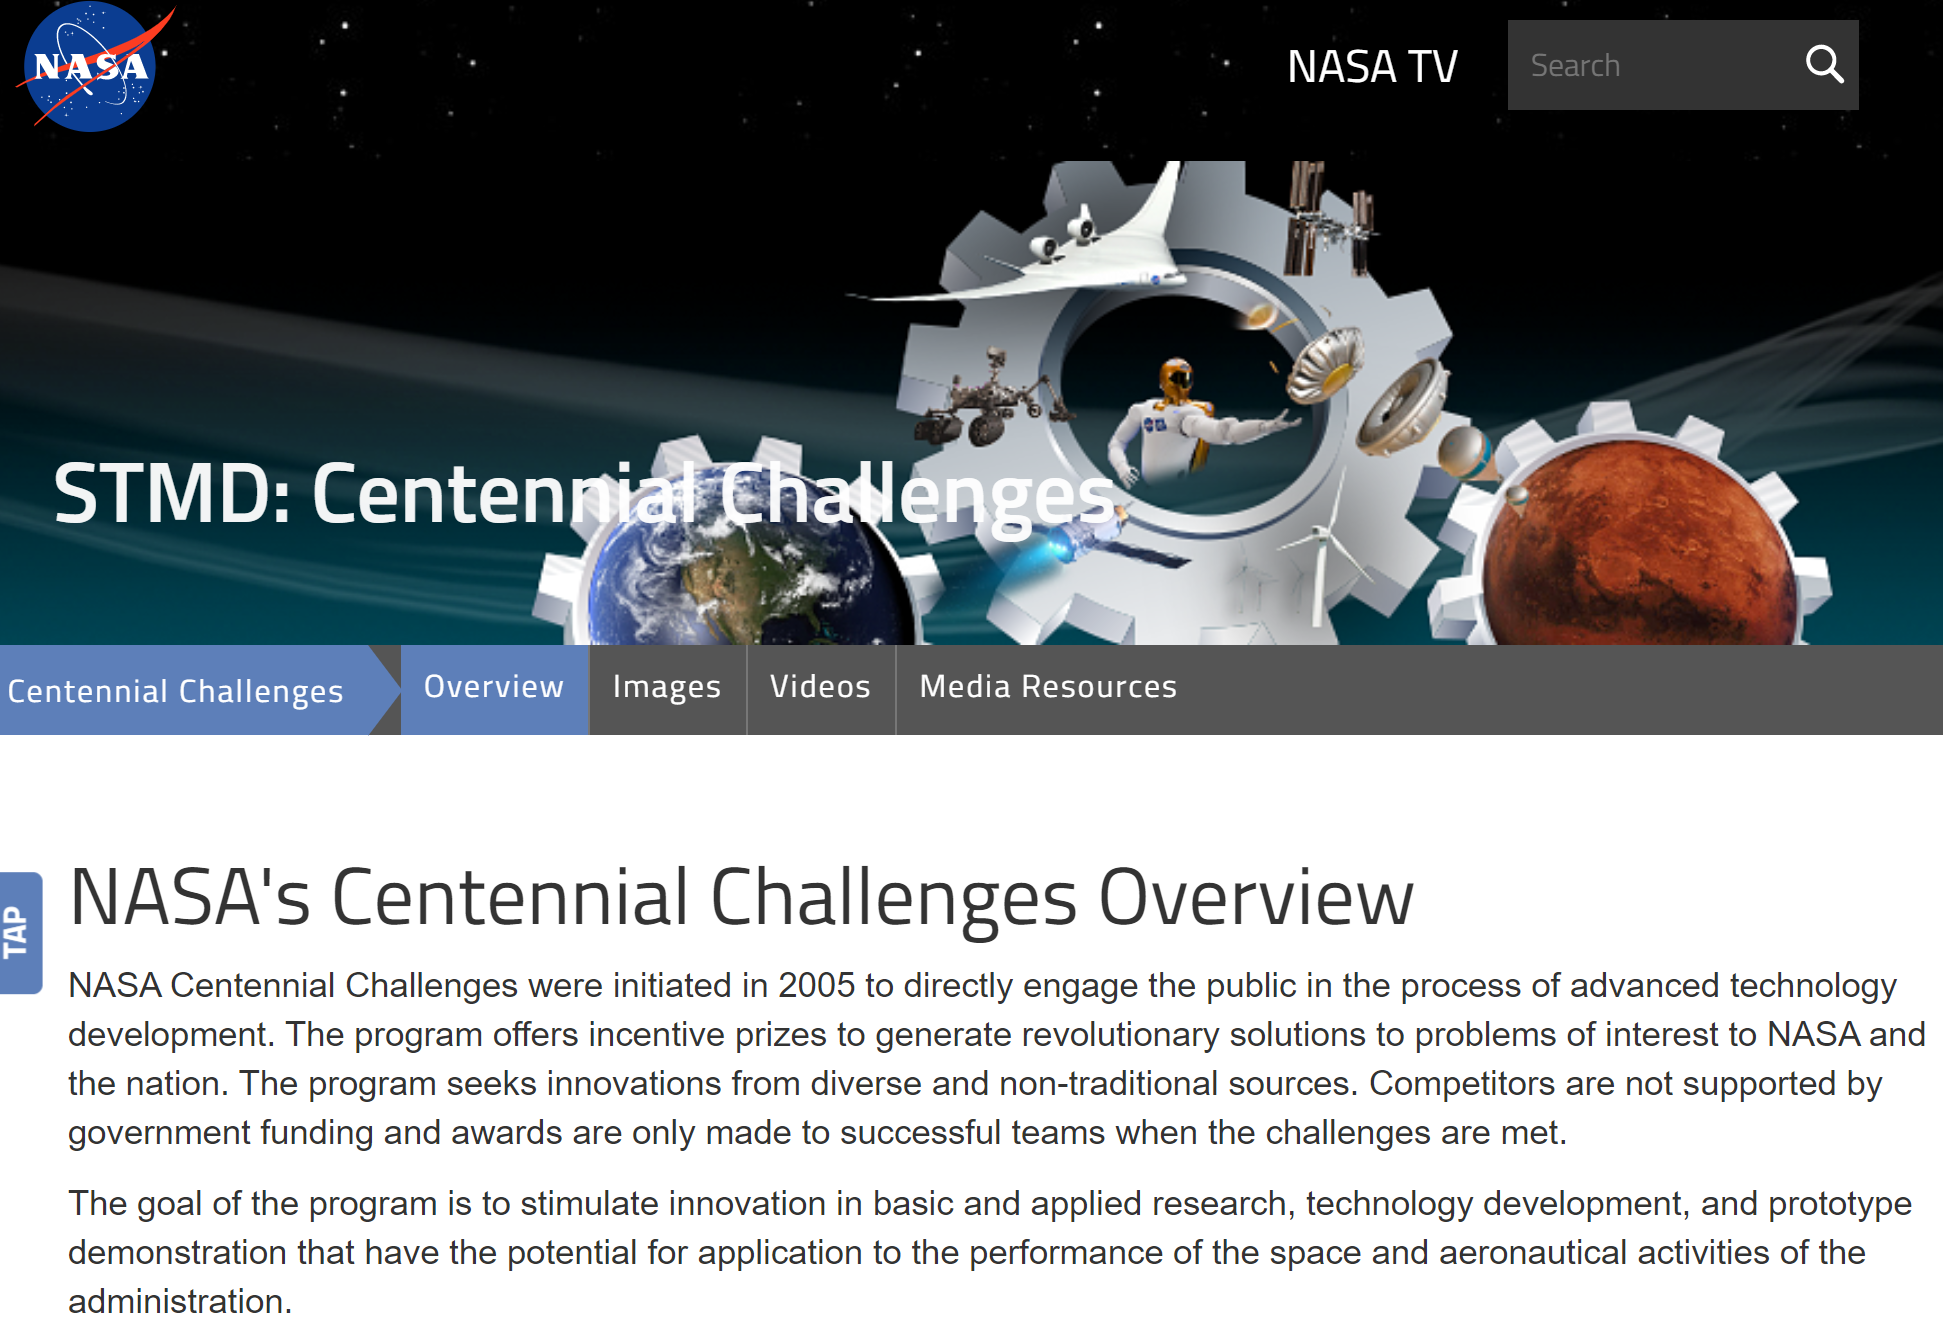 NASA
NASA TV
Search
STMD: Centennial Challenges
Centennial Challenges
Overview
Images
Videos
Media Resources
TAP
NASA's Centennial Challenges Overview
NASA Centennial Challenges were initiated in 2005 to directly engage the public in the process of advanced technology
development. The program offers incentive prizes to generate revolutionary solutions to problems of interest to NASA and
the nation. The program seeks innovations from diverse and non-traditional sources. Competitors are not supported by
government funding and awards are only made to successful teams when the challenges are met.
The goal of the program is to stimulate innovation in basic and applied research, technology development, and prototype
demonstration that have the potential for application to the performance of the space and aeronautical activities of the
administration.